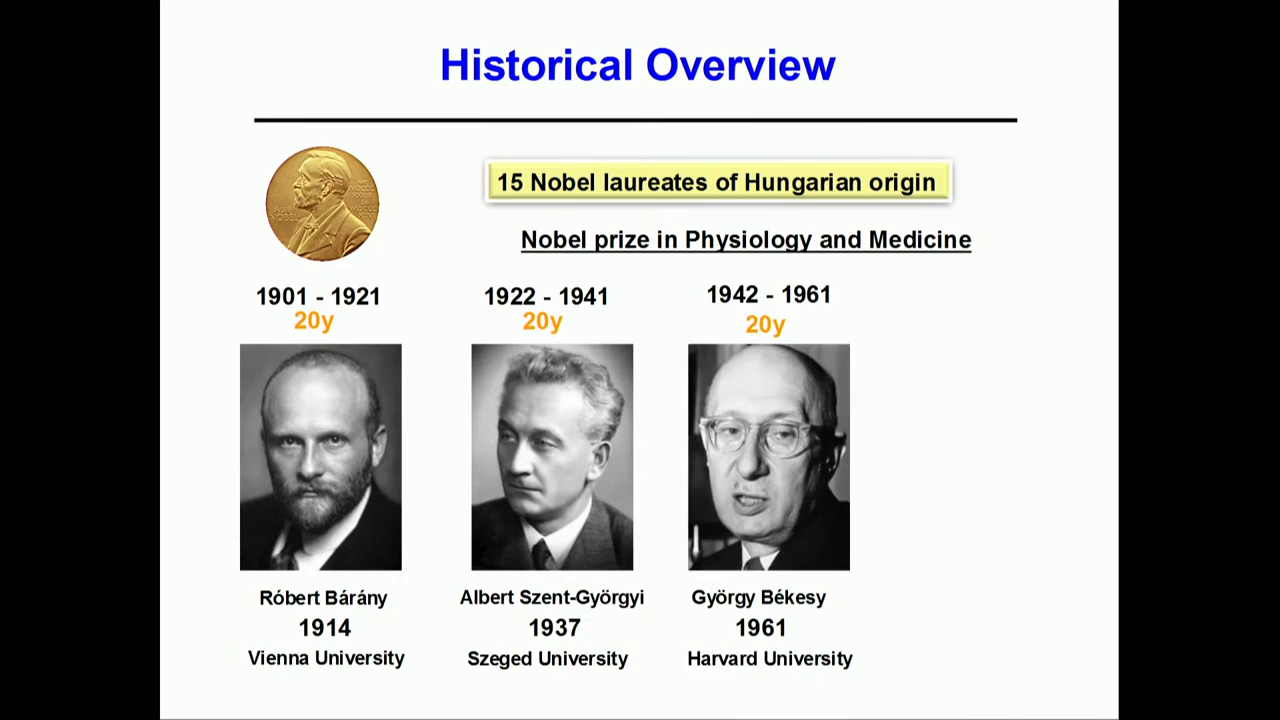 Historical Overview
15 Nobel laureates of Hungarian origin
Nobel prize in Physiology and Medicine
1901 - 1921
20y
1922 - 1941
20y
1942 - 1961
20y
Róbert Bárány
1914
Vienna University
Albert Szent-Györgyi
1937
Szeged University
György Békesy
1961
Harvard University